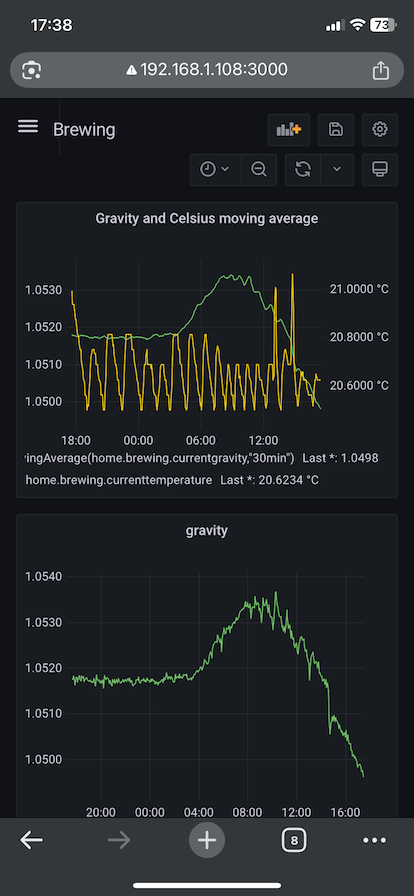 17:38
73
192.168.1.108:3000
Brewing
Gravity and Celsius moving average
1.0530
1.0520
1.0510
1.0500
21.0000 °C
20.8000 °C
20.6000 °C
18:00 00:00 06:00 12:00
ingAverage(home.brewing.currentgravity,"30min") Last *: 1.0498
home.brewing.currenttemperature Last *: 20.6234 °C
gravity
1.0540
1.0530
1.0520
1.0510
1.0500
20:00 00:00 04:00 08:00 12:00 16:00
8